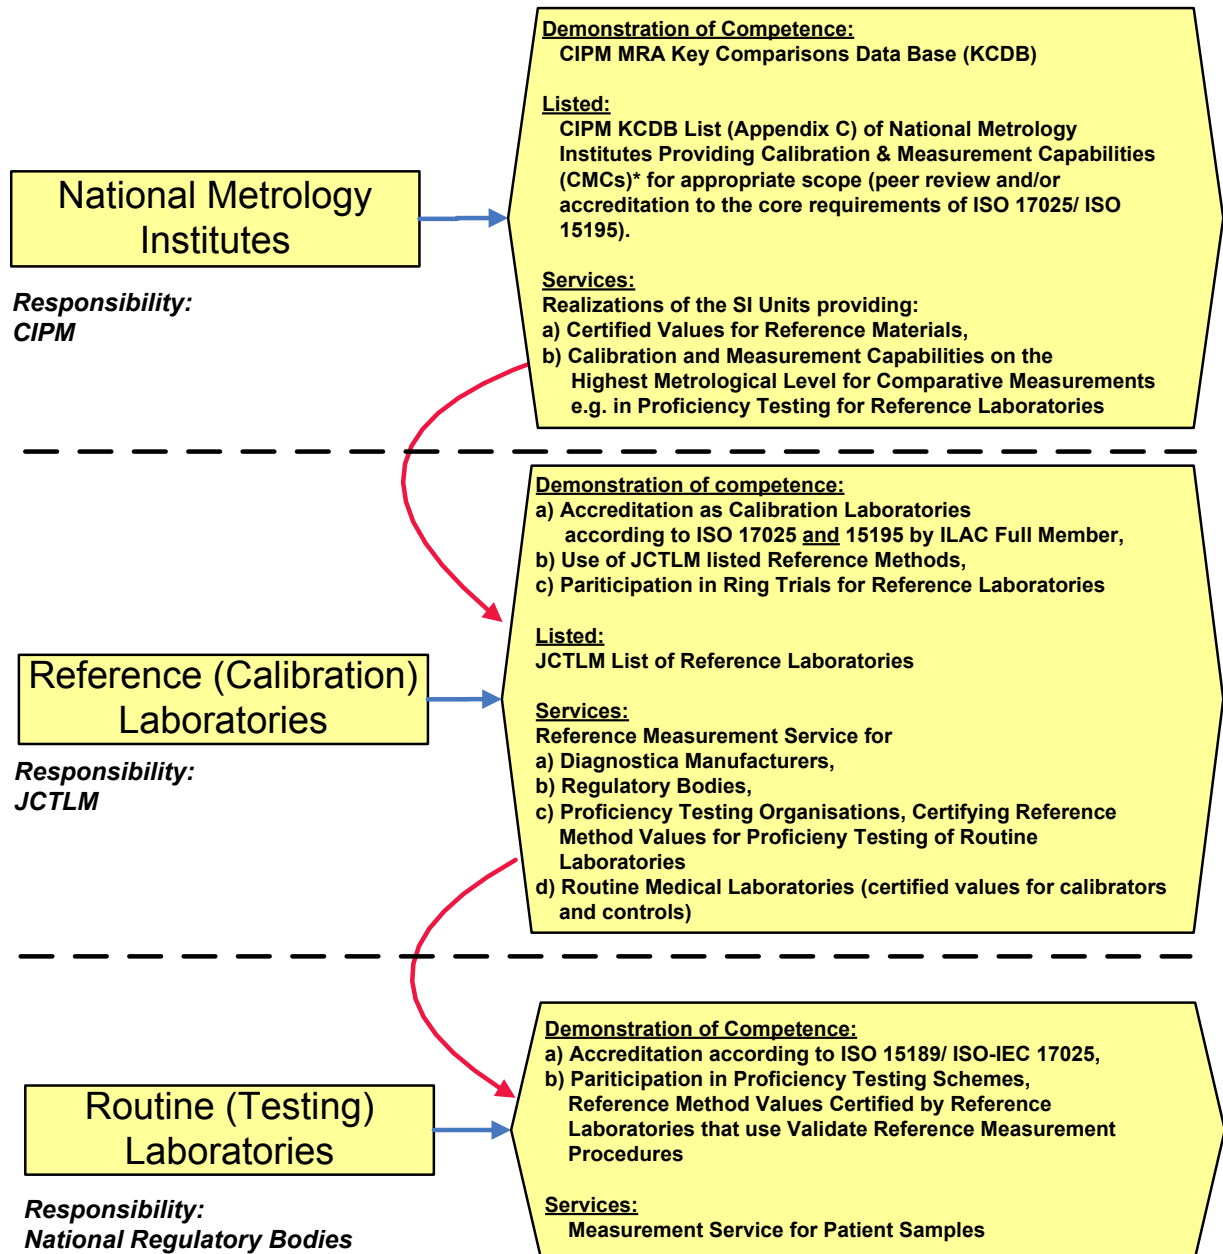 National Metrology
Institutes
Responsibility:
CIPM
Demonstration of Competence:
CIPM MRA Key Comparisons Data Base (KCDB)
Listed:
CIPM KCDB List (Appendix C) of National Metrology
Institutes Providing Calibration & Measurement Capabilities
(CMCs)* for appropriate scope (peer review and/or
accreditation to the core requirements of ISO 17025/ ISO
15195).
Services:
Realizations of the SI Units providing:
a) Certified Values for Reference Materials,
b) Calibration and Measurement Capabilities on the
Highest Metrological Level for Comparative Measurements
e.g. in Proficiency Testing for Reference Laboratories
Reference (Calibration)
Laboratories
Responsibility:
JCTLM
Demonstration of competence:
a) Accreditation as Calibration Laboratories
according to ISO 17025 and 15195 by ILAC Full Member,
b) Use of JCTLM listed Reference Methods,
c) Pariticipation in Ring Trials for Reference Laboratories
Listed:
JCTLM List of Reference Laboratories
Services:
Reference Measurement Service for
a) Diagnostica Manufacturers,
b) Regulatory Bodies,
c) Proficiency Testing Organisations, Certifying Reference
Method Values for Proficieny Testing of Routine
Laboratories
d) Routine Medical Laboratories (certified values for calibrators
and controls)
Routine (Testing)
Laboratories
Responsibility:
National Regulatory Bodies
Demonstration of Competence:
a) Accreditation according to ISO 15189/ ISO-IEC 17025,
b) Pariticipation in Proficiency Testing Schemes,
Reference Method Values Certified by Reference
Laboratories that use Validate Reference Measurement
Procedures
Services:
Measurement Service for Patient Samples